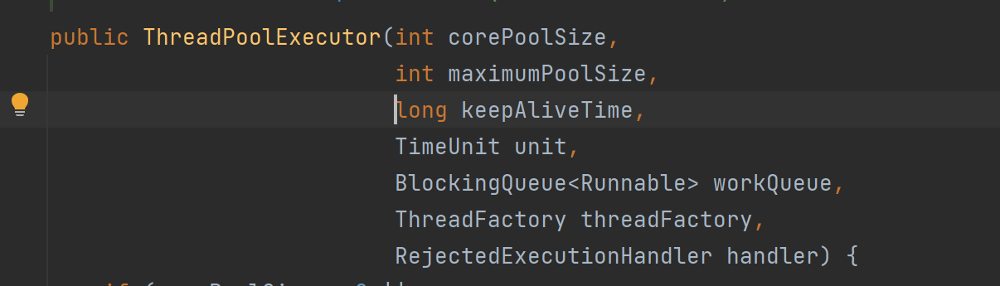 public ThreadPoolExecutor(int corePoolSize,
int maximumPoolSize,
long keepAliveTime,
TimeUnit unit,
BlockingQueue<Runnable> workQueue,
ThreadFactory threadFactory,
RejectedExecutionHandler handler) {